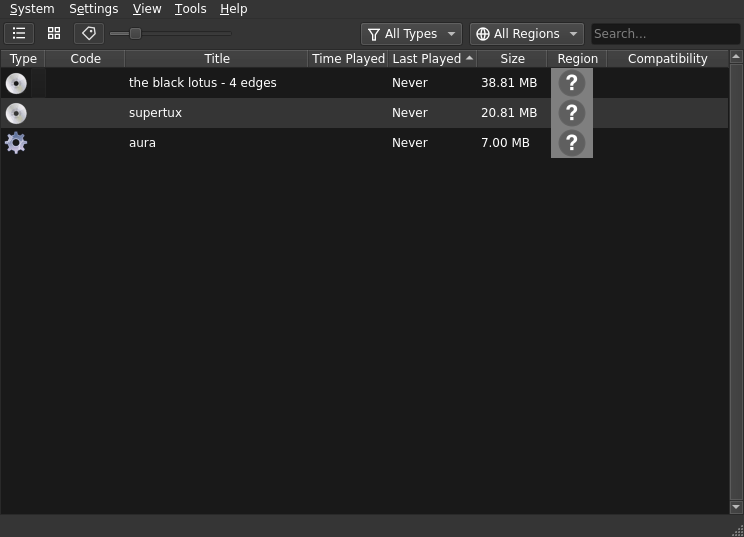 System Settings View Tools Help
All Types All Regions Search...
Type Code Title Time Played Last Played Size Region Compatibility
the black lotus - 4 edges Never 38.81 MB ?
supertux Never 20.81 MB ?
aura Never 7.00 MB ?